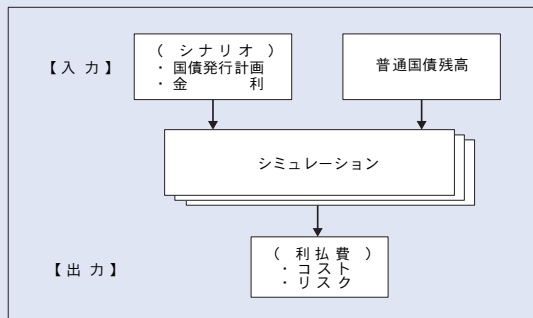 【入力】
（シナリオ）
・国債発行計画
・金利
普通国債残高
シミュレーション
【出力】
（利払費）
・コスト
・リスク